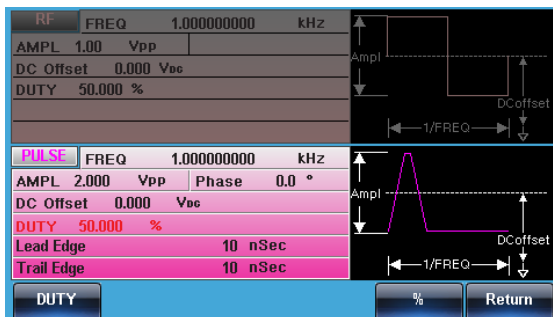 RF FREQ 1.000000000 kHz
AMPL 1.00 Vpp
DC Offset 0.000 VDC
DUTY 50.000 %
Ampl
DCoffset
1/FREQ
PULSE FREQ 1.000000000 kHz
AMPL 2.000 Vpp Phase 0.0 °
DC Offset 0.000 VDC
DUTY 50.000 %
Lead Edge 10 nSec
Trail Edge 10 nSec
Ampl
DCoffset
1/FREQ
DUTY % Return